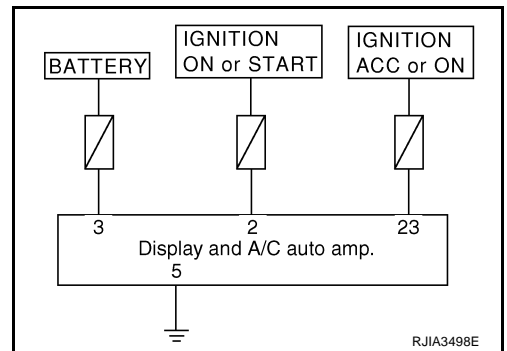 BATTERY
IGNITION
ON or START
IGNITION
ACC or ON
3 2 23
Display and A/C auto amp.
5
RJIA3498E